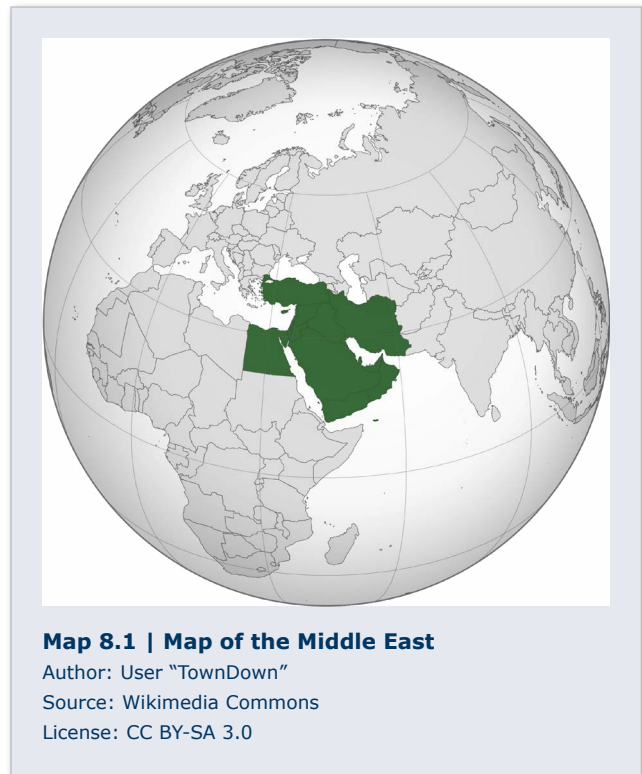 Map 8.1 | Map of the Middle East
Author: User “TownDown”
Source: Wikimedia Commons
License: CC BY-SA 3.0